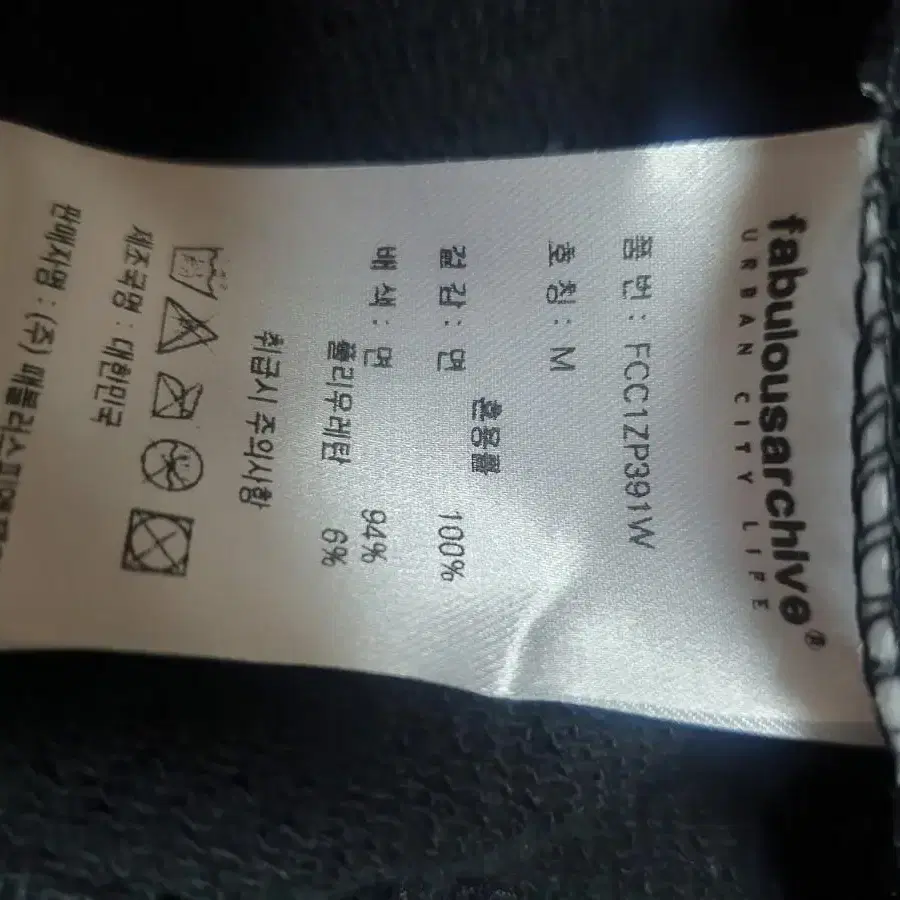 fabulousarchive®
URBAN CITY LIFE
품 번 : FCC1ZP391W
호 칭 : M
혼용률
겉 감 : 면 100%
배 색 : 면 94%
폴리우레탄 6%
취급시 주의사항
제조국명 : 대한민국
판매자명 : (주)